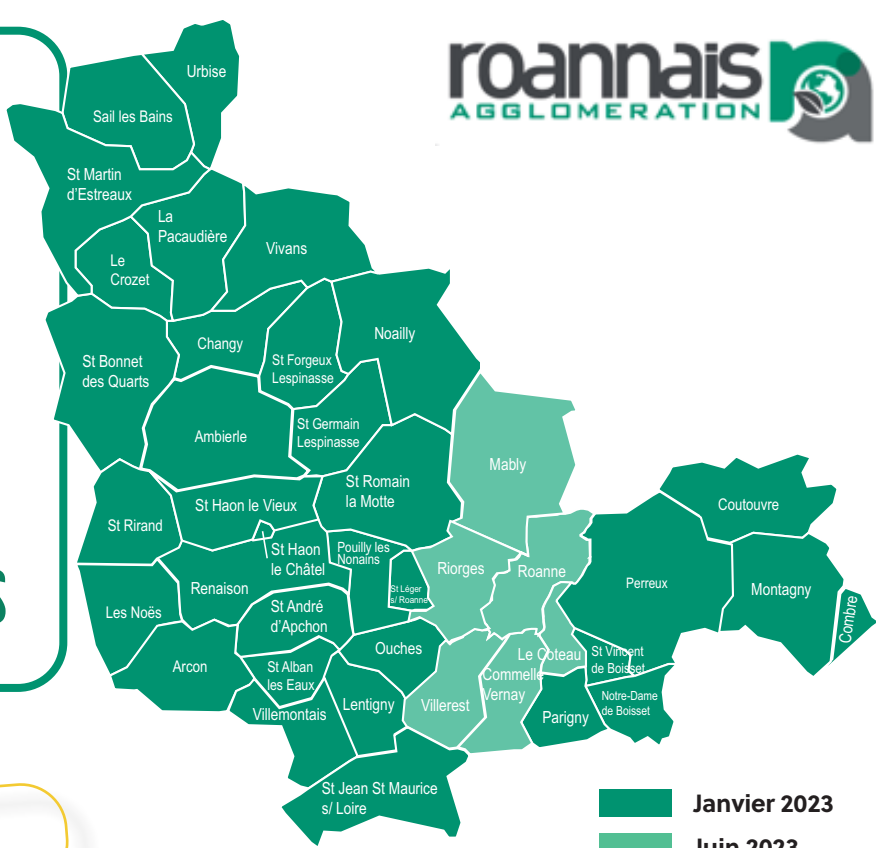 roannais
AGGLOMERATION
Urbise
Sail les Bains
St Martin
d'Estreaux
La
Pacaudière
Le
Crozet
Vivans
Noailly
Changy
St Forgeux
Lespinasse
St Bonnet
des Quarts
Ambierle
St Germain
Lespinasse
Mably
St Romain
la Motte
St Haon le Vieux
St Rirand
Coutouvre
St Haon
le Châtel
Pouilly les
Nonains
Riorges
Roanne
Perreux
Montagny
Combre
Renaison
St Léger
s/ Roanne
Les Noës
St André
d'Apchon
Ouches
Le Coteau
St Vincent
de Boisset
Arcon
St Alban
les Eaux
Commelle
Vernay
Notre-Dame
de Boisset
Villemontais
Lentigny
Villerest
Parigny
St Jean St Maurice
s/ Loire
Janvier 2023
Juin 2023